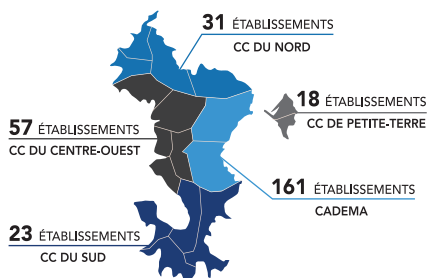 31 ÉTABLISSEMENTS
CC DU NORD
18 ÉTABLISSEMENTS
CC DE PETITE-TERRE
57 ÉTABLISSEMENTS
CC DU CENTRE-OUEST
161 ÉTABLISSEMENTS
CADEMA
23 ÉTABLISSEMENTS
CC DU SUD